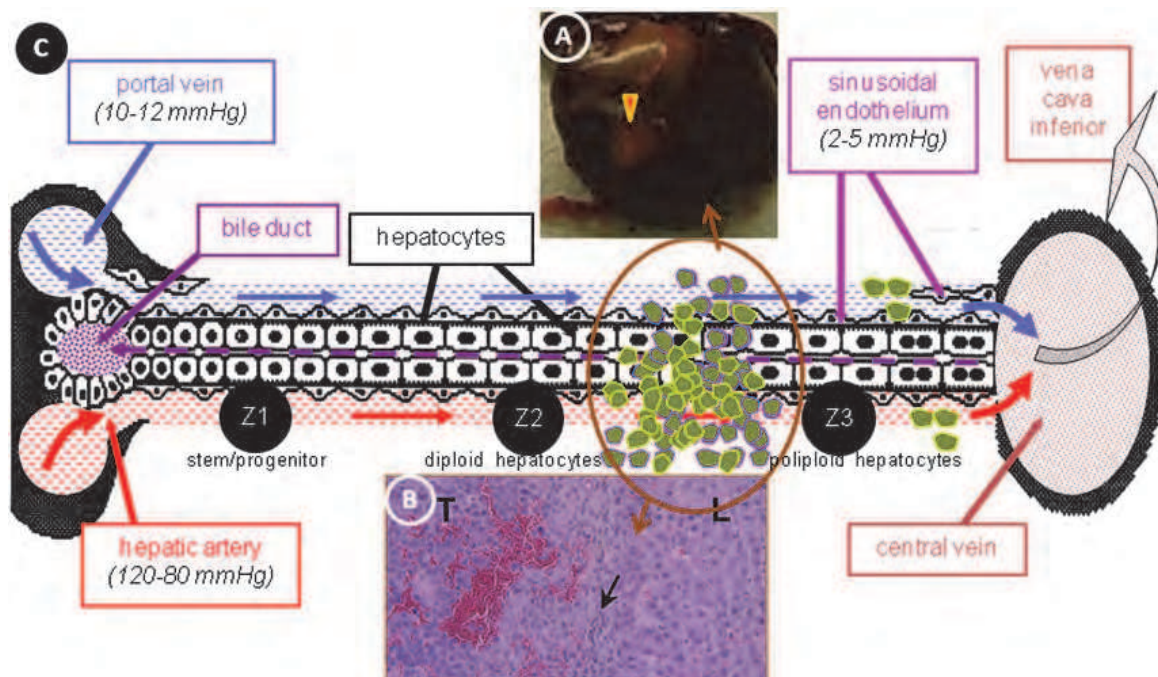 C
portal vein
(10-12 mmHg)
A
sinusoidal
endothelium
(2-5 mmHg)
vena
cava
inferior
bile duct
hepatocytes
Z1
Z2
Z3
stem/progenitor
diploid hepatocytes
poliploid hepatocytes
B
T
L
hepatic artery
(120-80 mmHg)
central vein